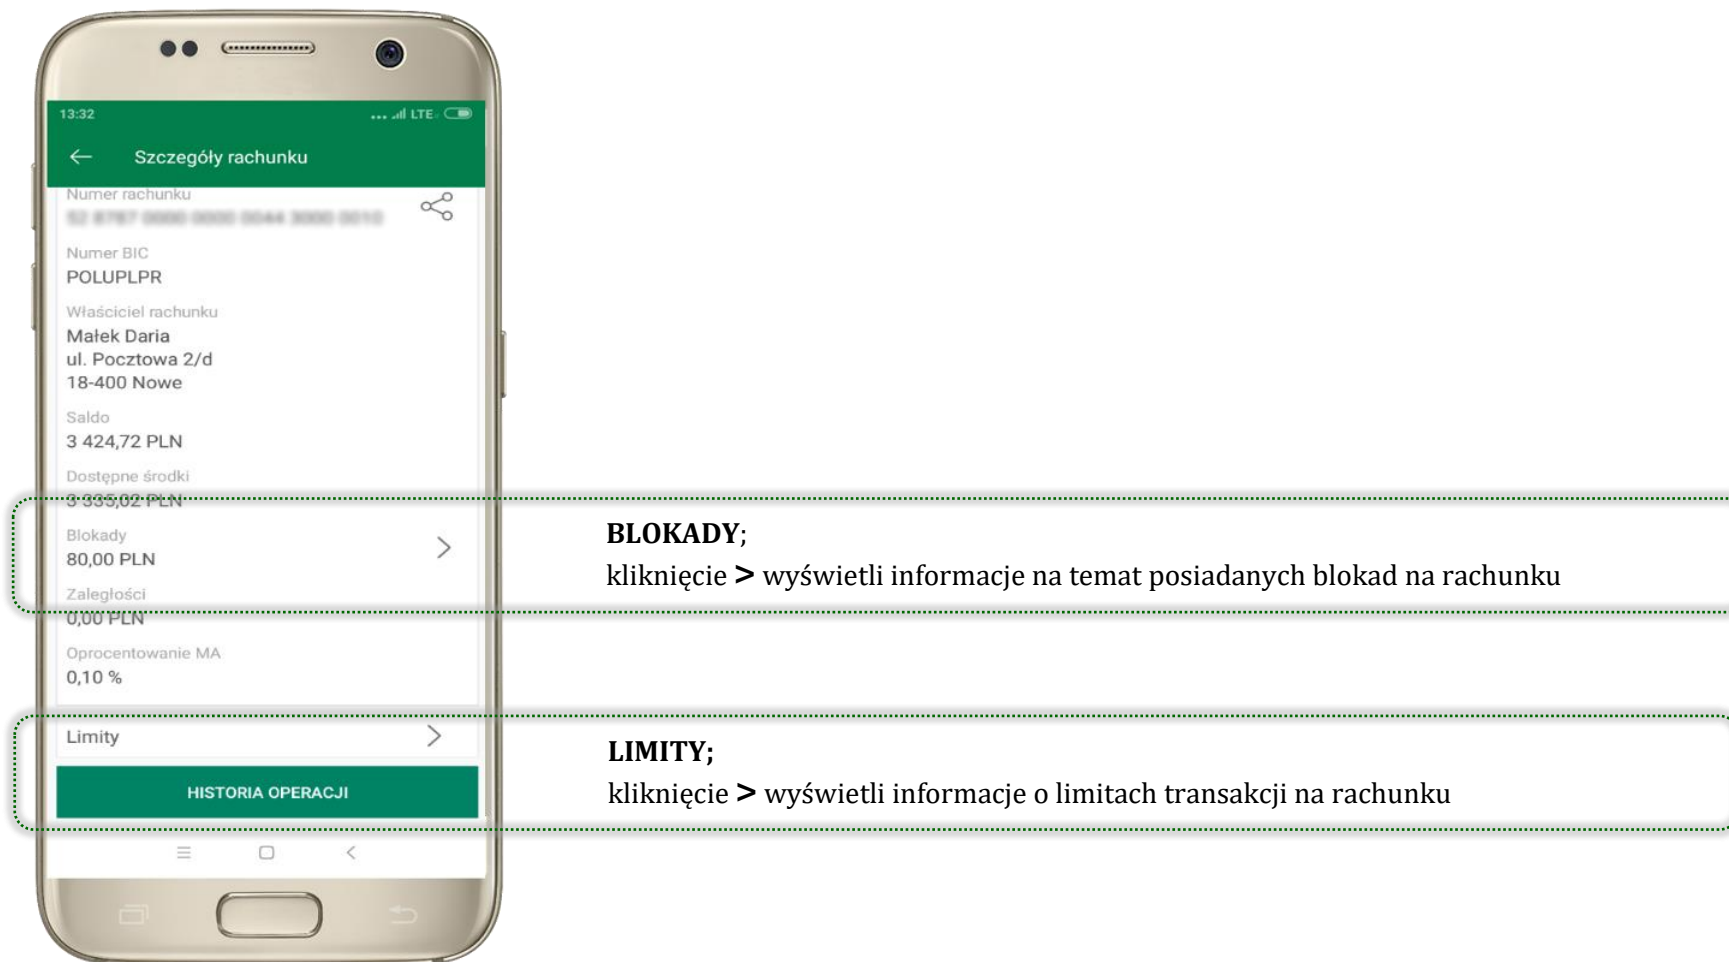 13:32
LTE
Szczegóły rachunku
Numer rachunku
Numer BIC
POLUPLPR
Właściciel rachunku
Małek Daria
ul. Pocztowa 2/d
18-400 Nowe
Saldo
3 424,72 PLN
Dostępne środki
3 335,02 PLN
Blokady
80,00 PLN
Zaległości
0,00 PLN
Oprocentowanie MA
0,10 %
Limity
HISTORIA OPERACJI
BLOKADY;
kliknięcie > wyświetli informacje na temat posiadanych blokad na rachunku
LIMITY;
kliknięcie > wyświetli informacje o limitach transakcji na rachunku